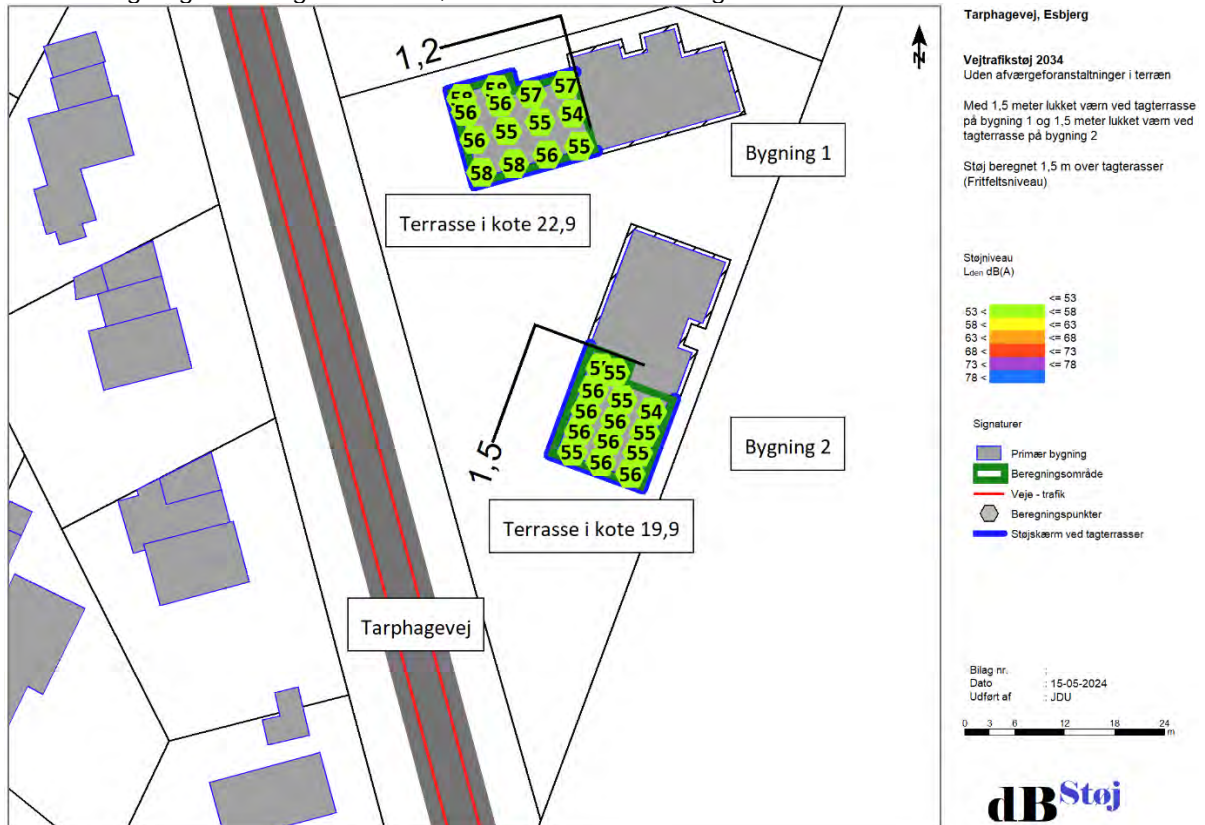 1,2
58 58 57 57
56 56 55 54
56 55
58 58 56 55
Bygning 1
Terrasse i kote 22,9
55
56 55 54
56 56 55
56 56 55
55 56 56
1,5
Bygning 2
Terrasse i kote 19,9
Tarphagevej
N
Tarphagevej, Esbjerg
Vejtrafikstøj 2034
Uden afværgeforanstaltninger i terræn
Med 1,5 meter lukket værn ved tagterrasse
på bygning 1 og 1,5 meter lukket værn ved
tagterrasse på bygning 2
Støj beregnet 1,5 m over tagterasser
(Fritfeltsniveau)
Støjniveau
Lden dB(A)
<= 53
53 < <= 58
58 < <= 63
63 < <= 68
68 < <= 73
73 < <= 78
78 <
Signaturer
Primær bygning
Beregningsområde
Veje - trafik
Beregningspunkter
Støjskærm ved tagterrasser
Bilag nr. :
Dato : 15-05-2024
Udført af : JDU
0 3 6 12 18 24
m
dB Støj